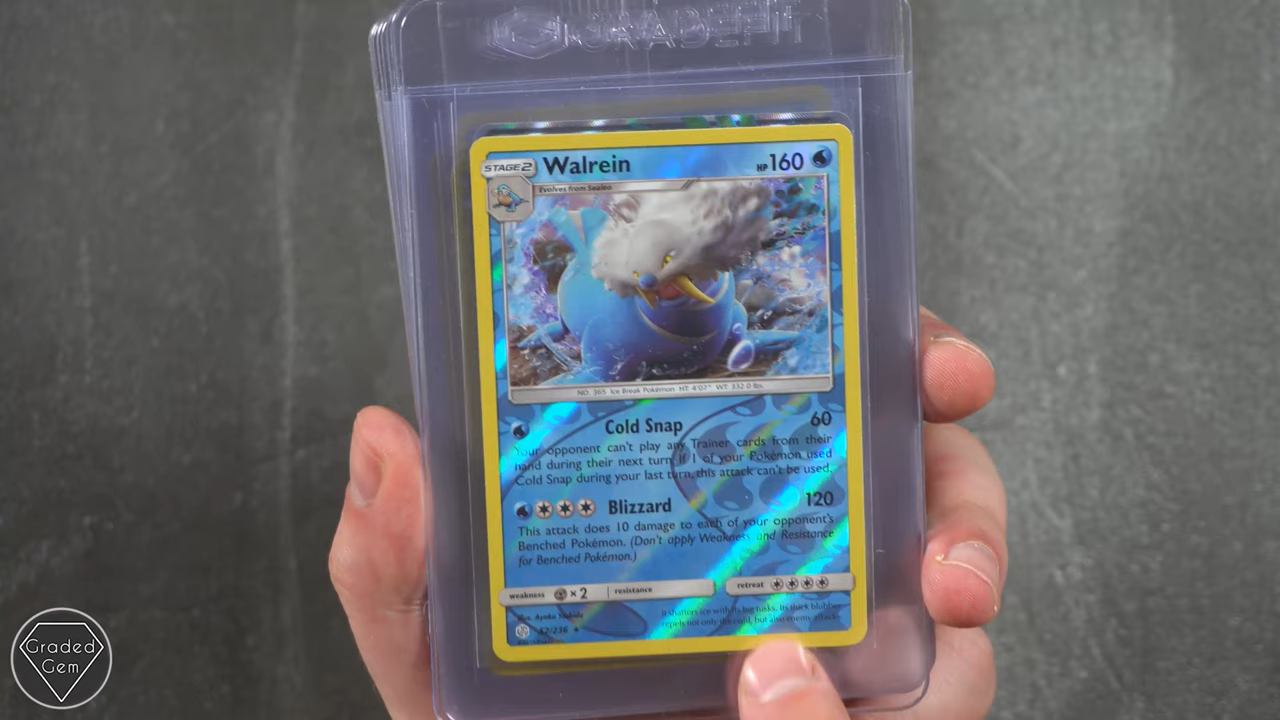 GRADEFIT
STAGE 2 Walrein HP 160
Evolves from Sealeo
NO. 365 Ice Break Pokémon HT: 4'07" WT: 332.0 lbs.
Cold Snap 60
Your opponent can't play any Trainer cards from their
hand during their next turn. If 1 of your Pokémon used
Cold Snap during your last turn, this attack can't be used.
Blizzard 120
This attack does 10 damage to each of your opponent's
Benched Pokémon. (Don't apply Weakness and Resistance
for Benched Pokémon.)
weakness × 2 resistance retreat
Illus.
52/236
It shatters ice with its big tusks. Its thick blubber
repels not only the cold, but also enemy attacks.
Graded
Gem